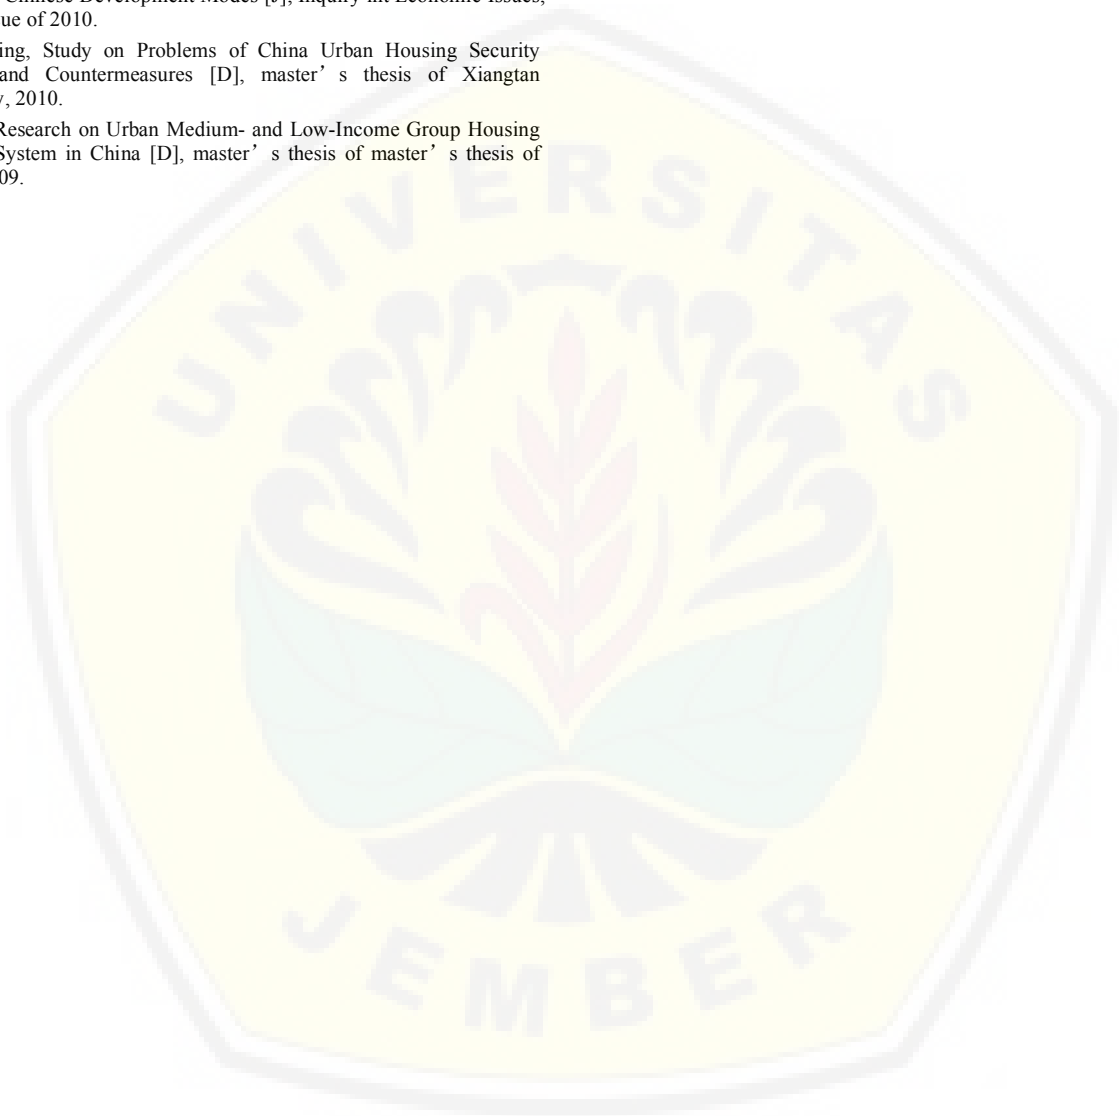 Chinese Development Modes [J], Inquiry int Economic Issues,
ue of 2010.
ing, Study on Problems of China Urban Housing Security
and Countermeasures [D], master’s thesis of Xiangtan
, 2010.
Research on Urban Medium- and Low-Income Group Housing
System in China [D], master’s thesis of master’s thesis of
09.
UNIVERSITAS
JEMBER